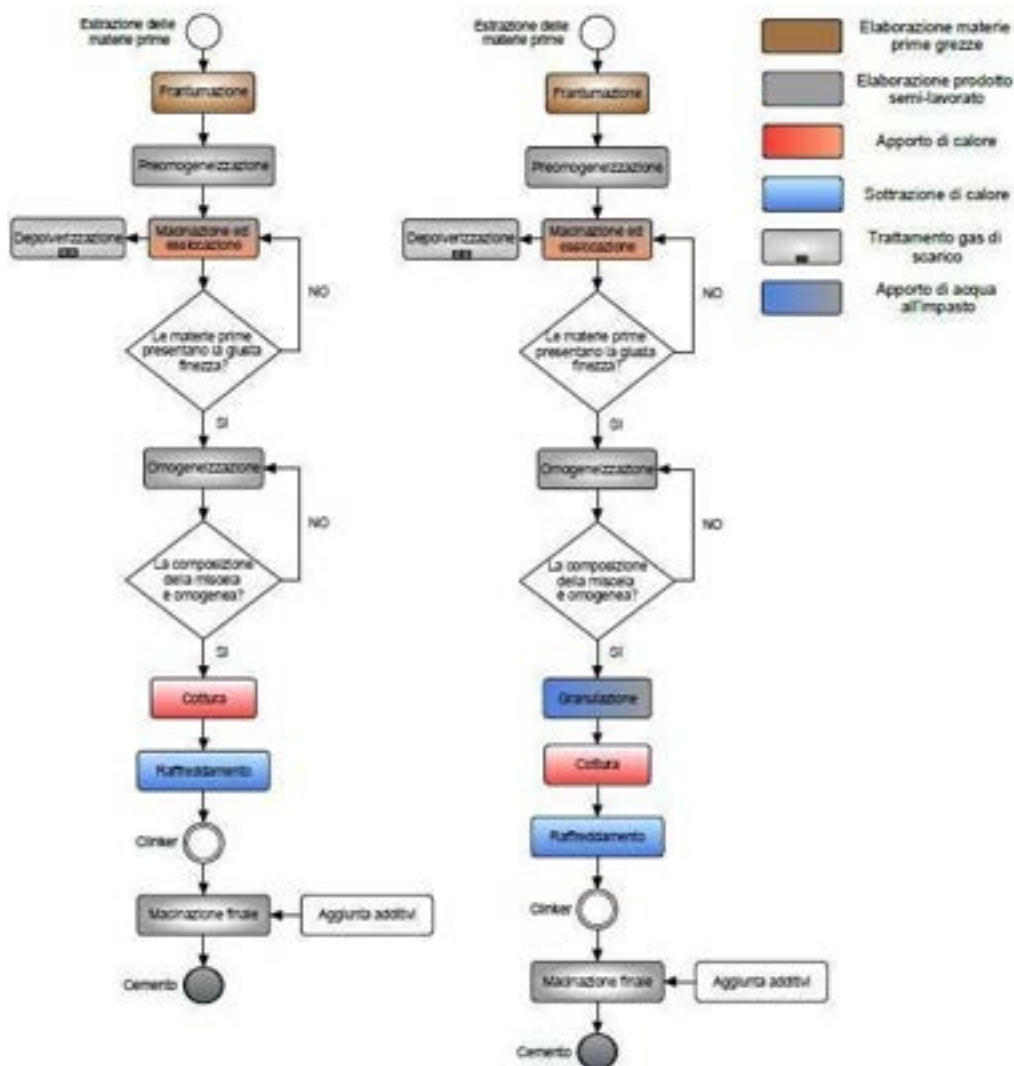 Estrazione delle
materie prime
Frantumazione
Preomogeneizzazione
Depolverizzazione
Macinazione ed
essiccazione
NO
Le materie prime
presentano la giusta
finezza?
SI
Omogeneizzazione
NO
La composizione
della miscela
è omogenea?
SI
Cottura
Raffreddamento
Clinker
Macinazione finale
Aggiunta additivi
Cemento
Estrazione delle
materie prime
Frantumazione
Preomogeneizzazione
Depolverizzazione
Macinazione ed
essiccazione
NO
Le materie prime
presentano la giusta
finezza?
SI
Omogeneizzazione
NO
La composizione
della miscela
è omogenea?
SI
Granulazione
Cottura
Raffreddamento
Clinker
Macinazione finale
Aggiunta additivi
Cemento
Elaborazione materie
prime grezze
Elaborazione prodotto
semi-lavorato
Apporto di calore
Sottrazione di calore
Trattamento gas di
scarico
Apporto di acqua
all'impasto